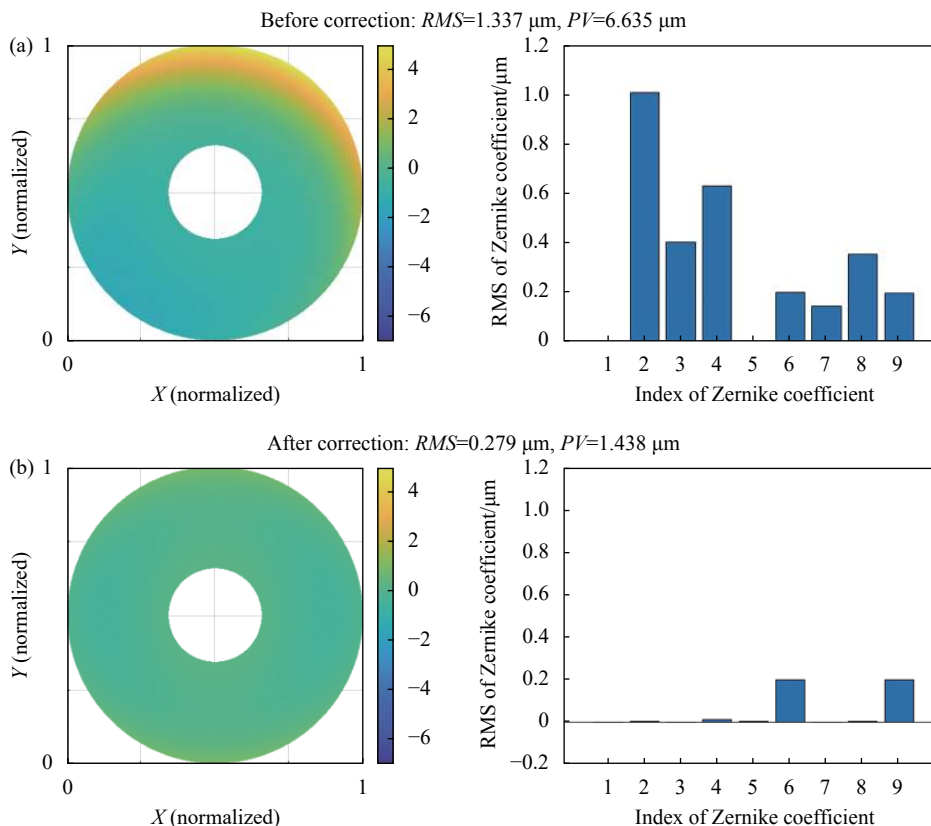 Before correction: RMS=1.337 μm, PV=6.635 μm
(a)
1
0
Y (normalized)
0
1
X (normalized)
4
2
0
−2
−4
−6
RMS of Zernike coefficient/μm
1.2
1.0
0.8
0.6
0.4
0.2
0
1 2 3 4 5 6 7 8 9
Index of Zernike coefficient
After correction: RMS=0.279 μm, PV=1.438 μm
(b)
1
0
Y (normalized)
0
1
X (normalized)
4
2
0
−2
−4
−6
RMS of Zernike coefficient/μm
1.2
1.0
0.8
0.6
0.4
0.2
0
−0.2
1 2 3 4 5 6 7 8 9
Index of Zernike coefficient